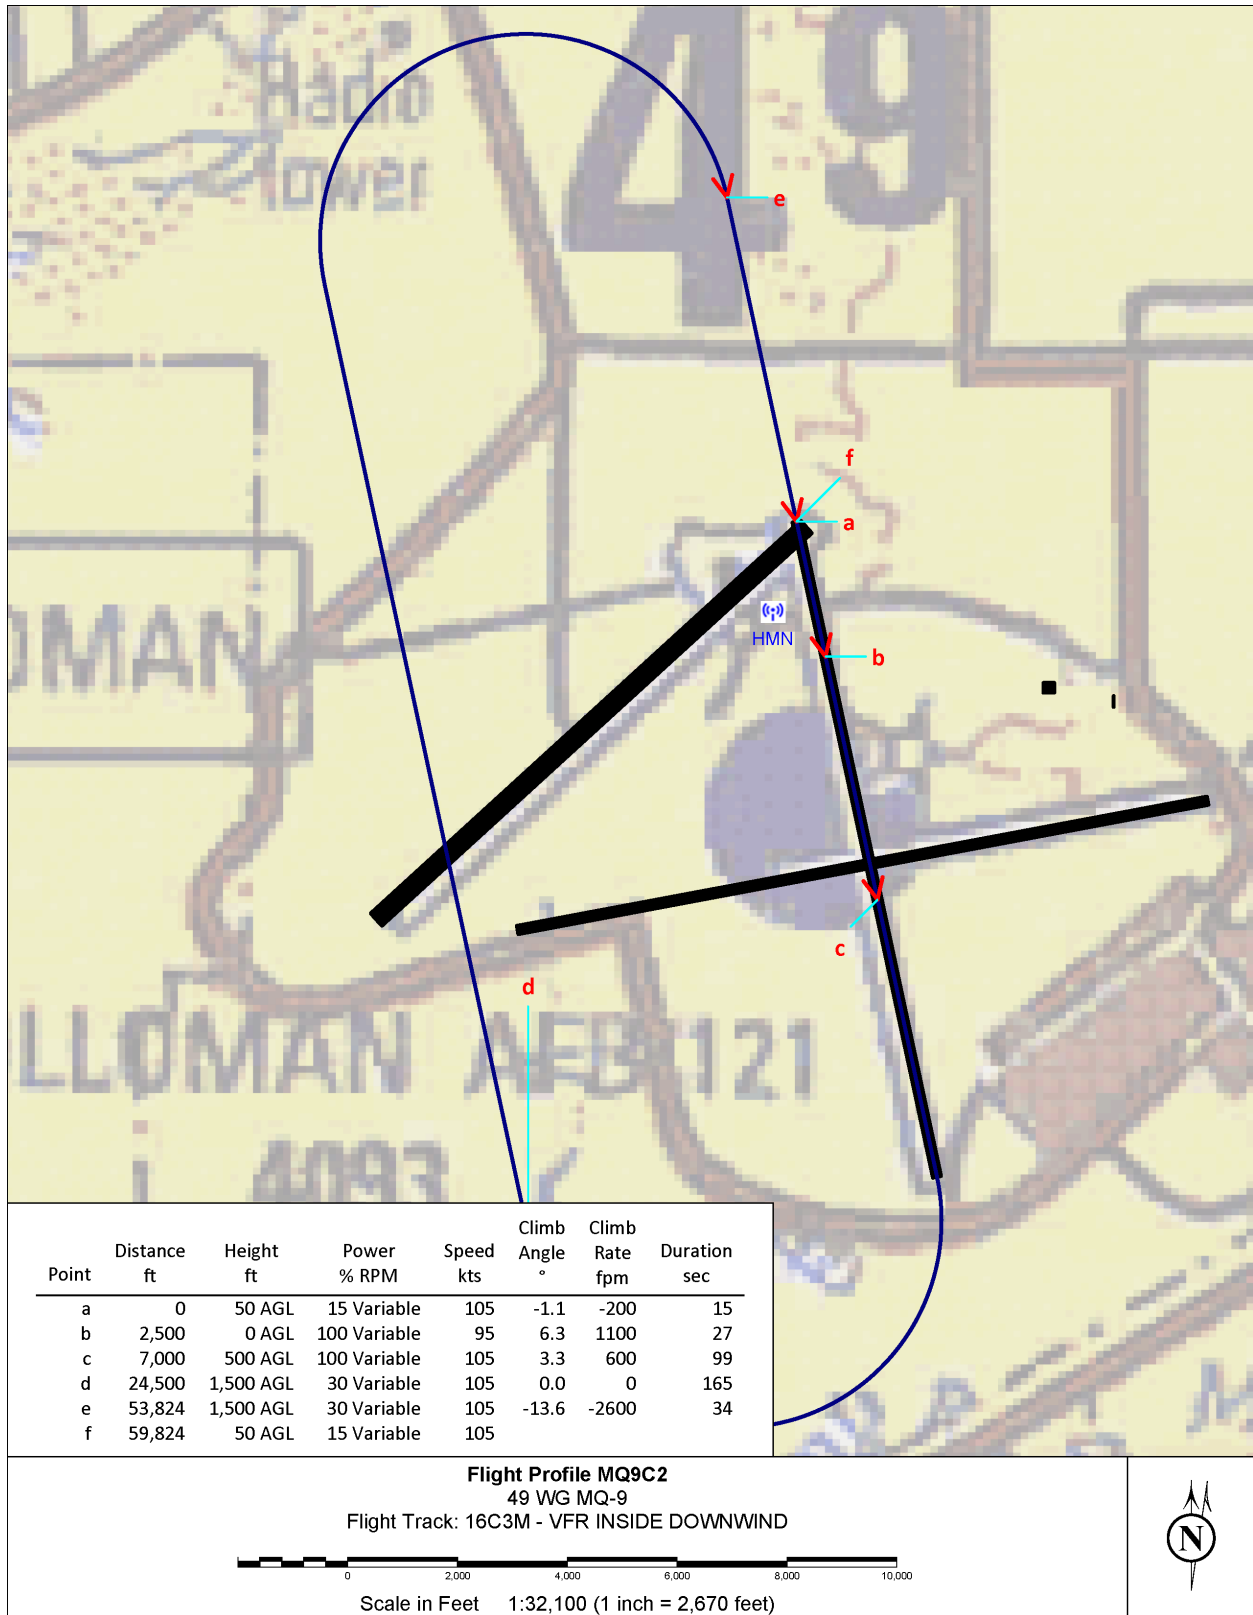 49
Radio
Tower
e
f
a
HMN
b
OMAN
c
d
LLOMAN AFB 121
4093
Point Distance ft Height ft Power % RPM Speed kts Climb Angle ° Climb Rate fpm Duration sec
a 0 50 AGL 15 Variable 105 -1.1 -200 15
b 2,500 0 AGL 100 Variable 95 6.3 1100 27
c 7,000 500 AGL 100 Variable 105 3.3 600 99
d 24,500 1,500 AGL 30 Variable 105 0.0 0 165
e 53,824 1,500 AGL 30 Variable 105 -13.6 -2600 34
f 59,824 50 AGL 15 Variable 105
Flight Profile MQ9C2
49 WG MQ-9
Flight Track: 16C3M - VFR INSIDE DOWNWIND
0 2,000 4,000 6,000 8,000 10,000
Scale in Feet 1:32,100 (1 inch = 2,670 feet)
N